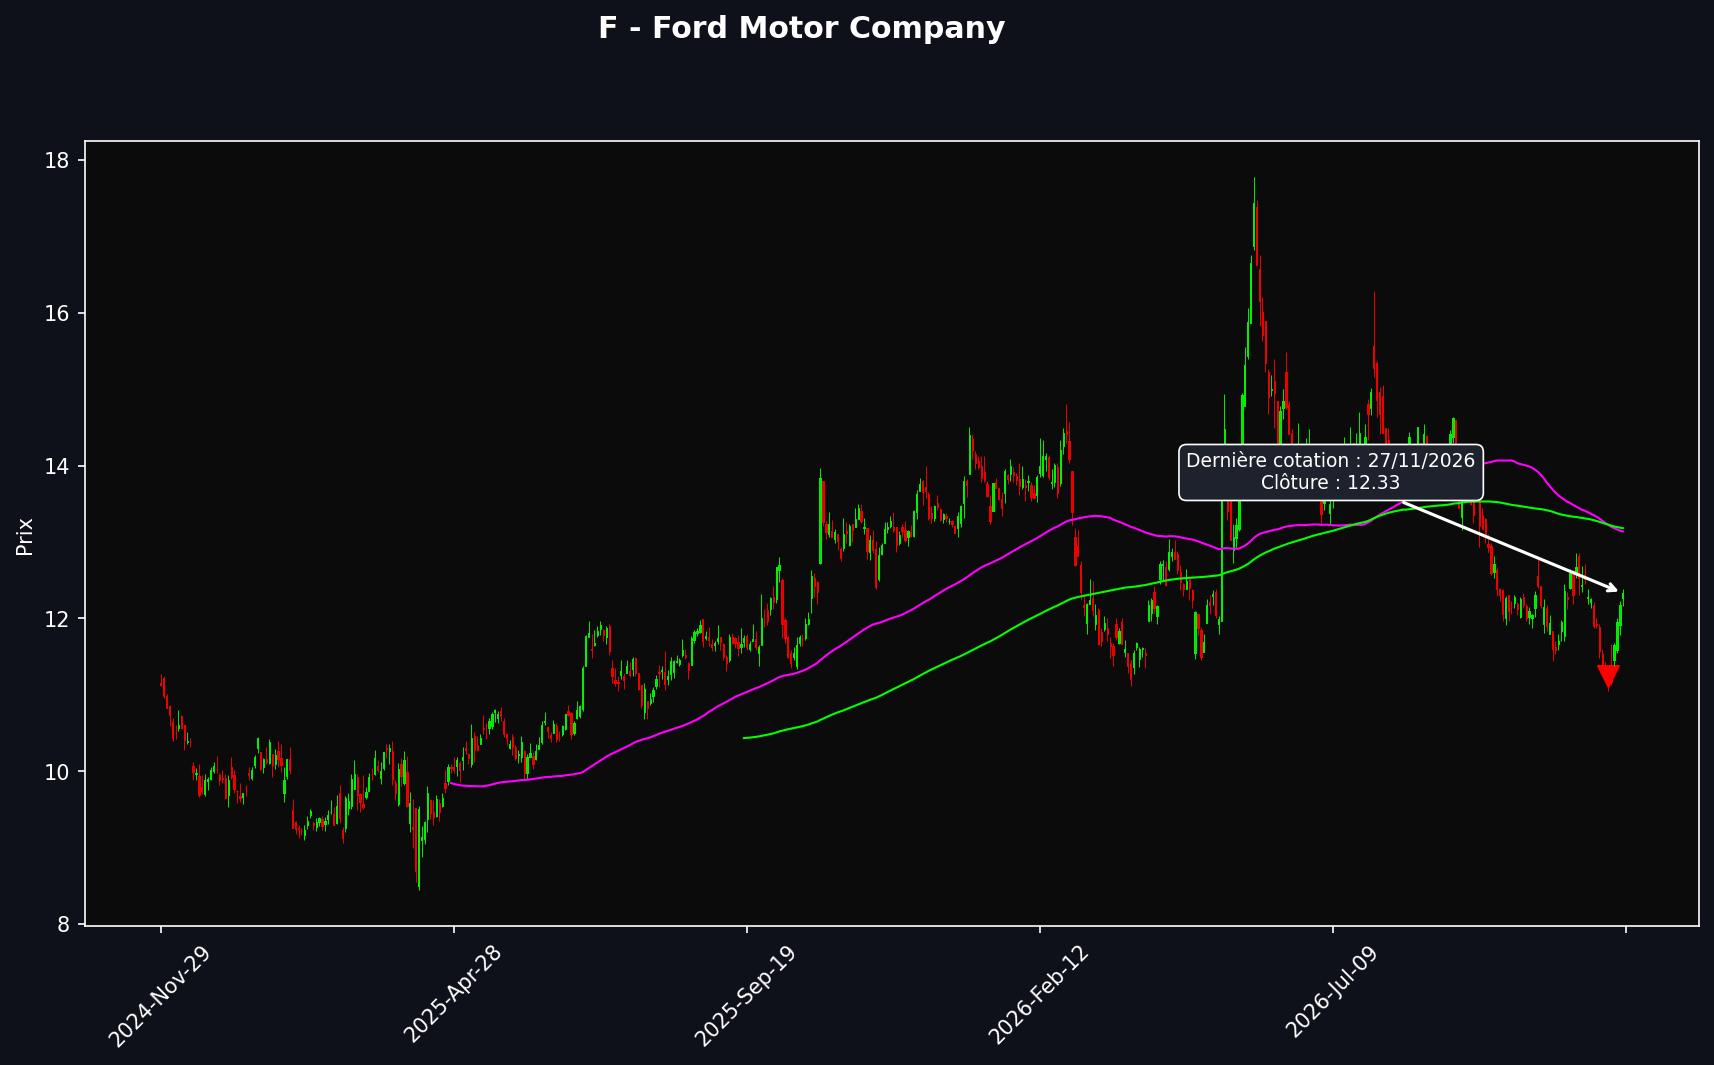 F - Ford Motor Company
Prix
18
16
14
12
10
8
Dernière cotation : 27/11/2026
Clôture : 12.33
2024-Nov-29
2025-Apr-28
2025-Sep-19
2026-Feb-12
2026-Jul-09